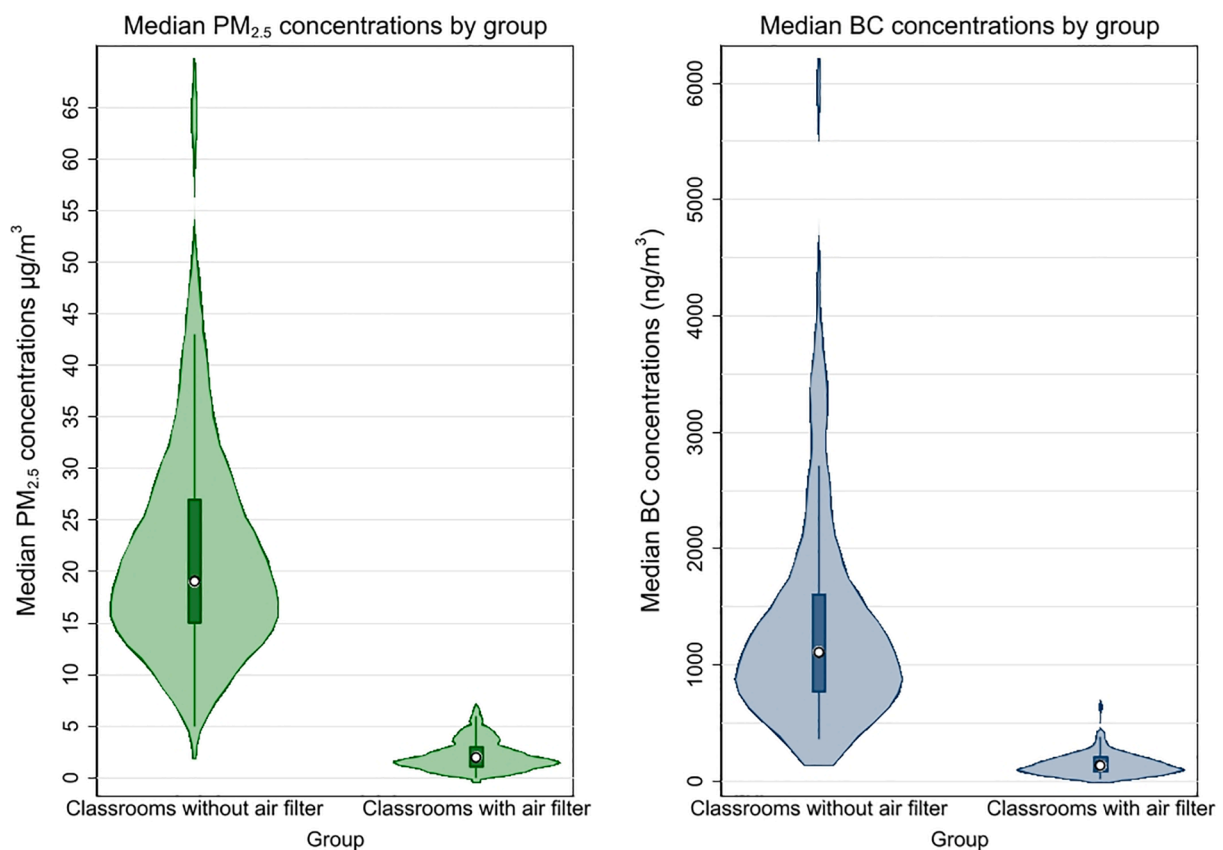 Median PM2.5 concentrations by group
Median PM2.5 concentrations µg/m3
65
60
55
50
45
40
35
30
25
20
15
10
5
0
Classrooms without air filter
Classrooms with air filter
Group
Median BC concentrations by group
Median BC concentrations (ng/m3)
6000
5000
4000
3000
2000
1000
0
Classrooms without air filter
Classrooms with air filter
Group